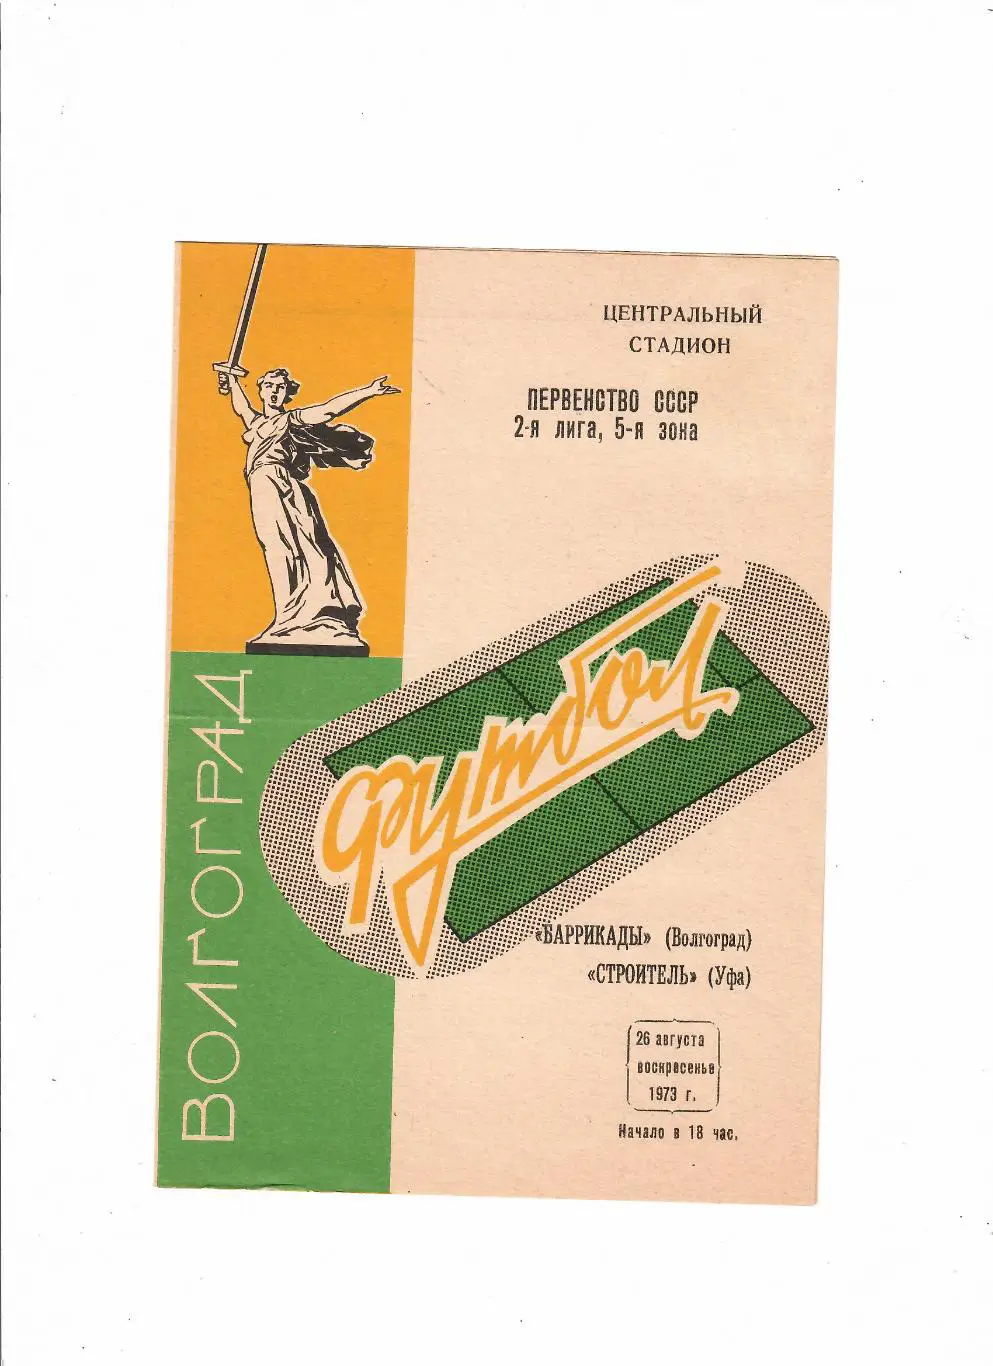 ЦЕНТРАЛЬНЫЙ
СТАДИОН
ПЕРВЕНСТВО СССР
2-я лига, 5-я зона
ВОЛГОГРАД
футбол
«БАРРИКАДЫ» (Волгоград)
«СТРОИТЕЛЬ» (Уфа)
26 августа
воскресенье
1973 г.
Начало в 18 час.